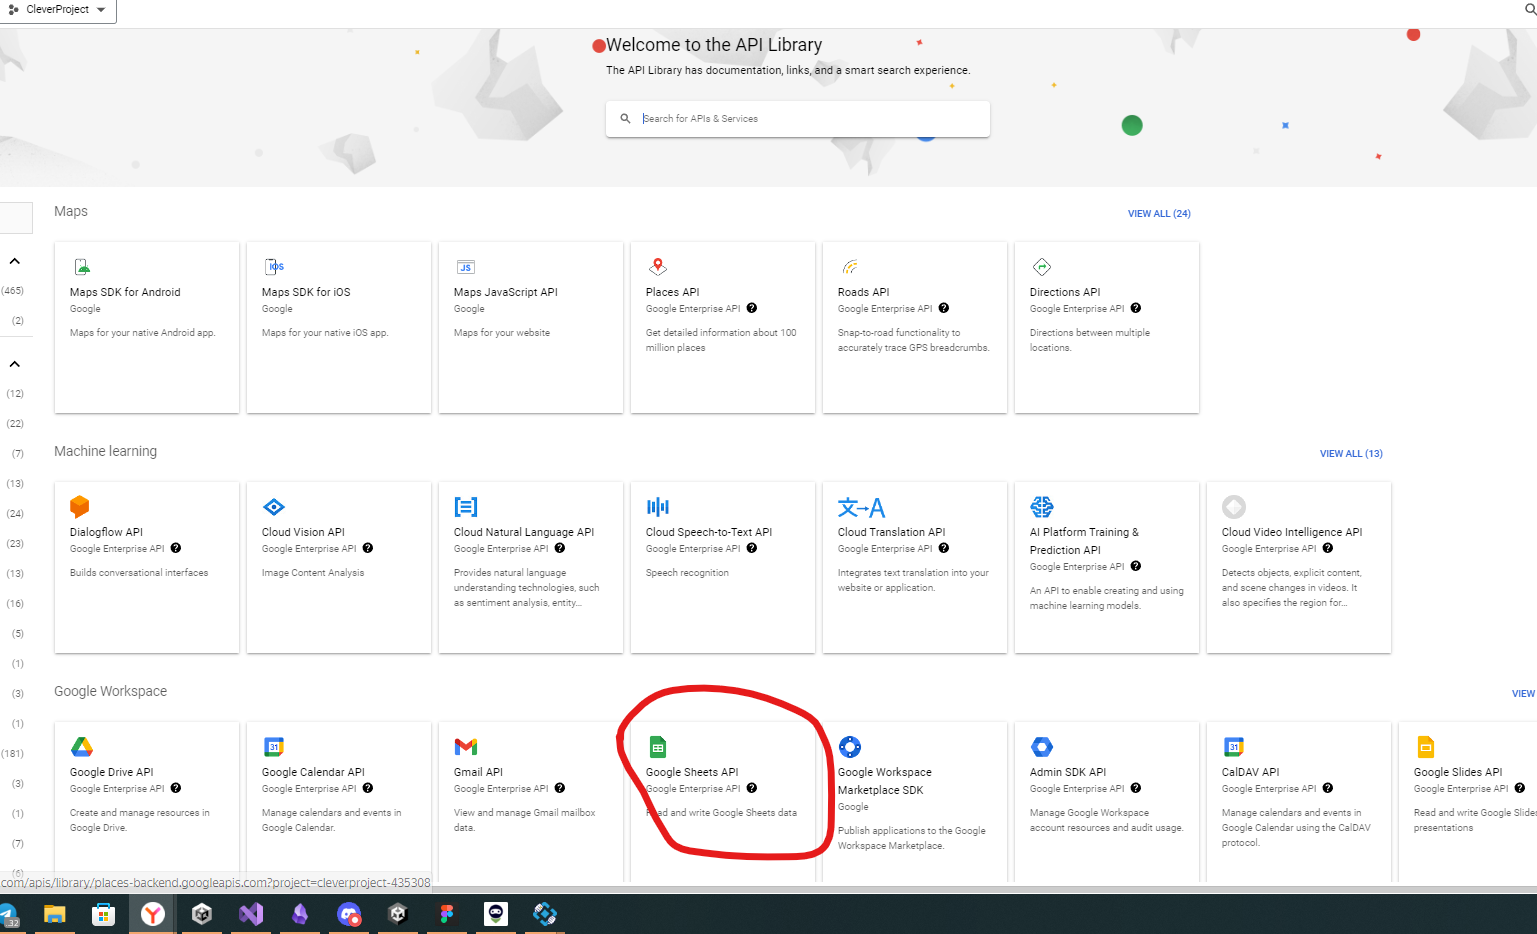 CleverProject
Welcome to the API Library
The API Library has documentation, links, and a smart search experience.
Search for APIs & Services
Maps
VIEW ALL (24)
Maps SDK for Android
Google
Maps for your native Android app.
iOS
Maps SDK for iOS
Google
Maps for your native iOS app.
JS
Maps JavaScript API
Google
Maps for your website
Places API
Google Enterprise API ?
Get detailed information about 100
million places
Roads API
Google Enterprise API ?
Snap-to-road functionality to
accurately trace GPS breadcrumbs.
Directions API
Google Enterprise API ?
Directions between multiple
locations.
(465)
(2)
(12)
(22)
(7)
(13)
(24)
(23)
(13)
(16)
(5)
(1)
(3)
(1)
(181)
(3)
(1)
(7)
(6)
Machine learning
VIEW ALL (13)
Dialogflow API
Google Enterprise API ?
Builds conversational interfaces
Cloud Vision API
Google Enterprise API ?
Image Content Analysis
Cloud Natural Language API
Google Enterprise API ?
Provides natural language
understanding technologies, such
as sentiment analysis, entity...
Cloud Speech-to-Text API
Google Enterprise API ?
Speech recognition
文→A
Cloud Translation API
Google Enterprise API ?
Integrates text translation into your
website or application.
AI Platform Training &
Prediction API
Google Enterprise API ?
An API to enable creating and using
machine learning models.
Cloud Video Intelligence API
Google Enterprise API ?
Detects objects, explicit content,
and scene changes in videos. It
also specifies the region for...
Google Workspace
VIEW
Google Drive API
Google Enterprise API ?
Create and manage resources in
Google Drive.
31
Google Calendar API
Google Enterprise API ?
Manage calendars and events in
Google Calendar.
Gmail API
Google Enterprise API ?
View and manage Gmail mailbox
data.
Google Sheets API
Google Enterprise API ?
Read and write Google Sheets data
Google Workspace
Marketplace SDK
Google
Publish applications to the Google
Workspace Marketplace.
Admin SDK API
Google Enterprise API ?
Manage Google Workspace
account resources and audit usage.
31
CalDAV API
Google Enterprise API ?
Manage calendars and events in
Google Calendar using the CalDAV
protocol.
Google Slides API
Google Enterprise API ?
Read and write Google Slides
presentations
.com/apis/library/places-backend.googleapis.com?project=cleverproject-435308
32